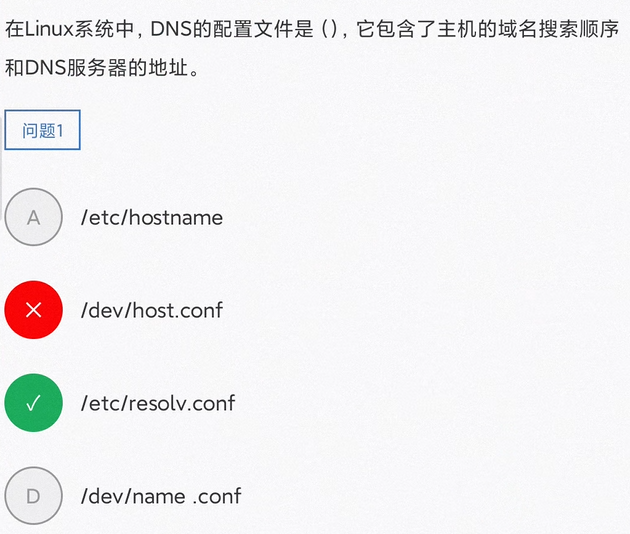 在Linux系统中，DNS的配置文件是（），它包含了主机的域名搜索顺序
和DNS服务器的地址。
问题1
A /etc/hostname
✕ /dev/host.conf
✓ /etc/resolv.conf
D /dev/name .conf